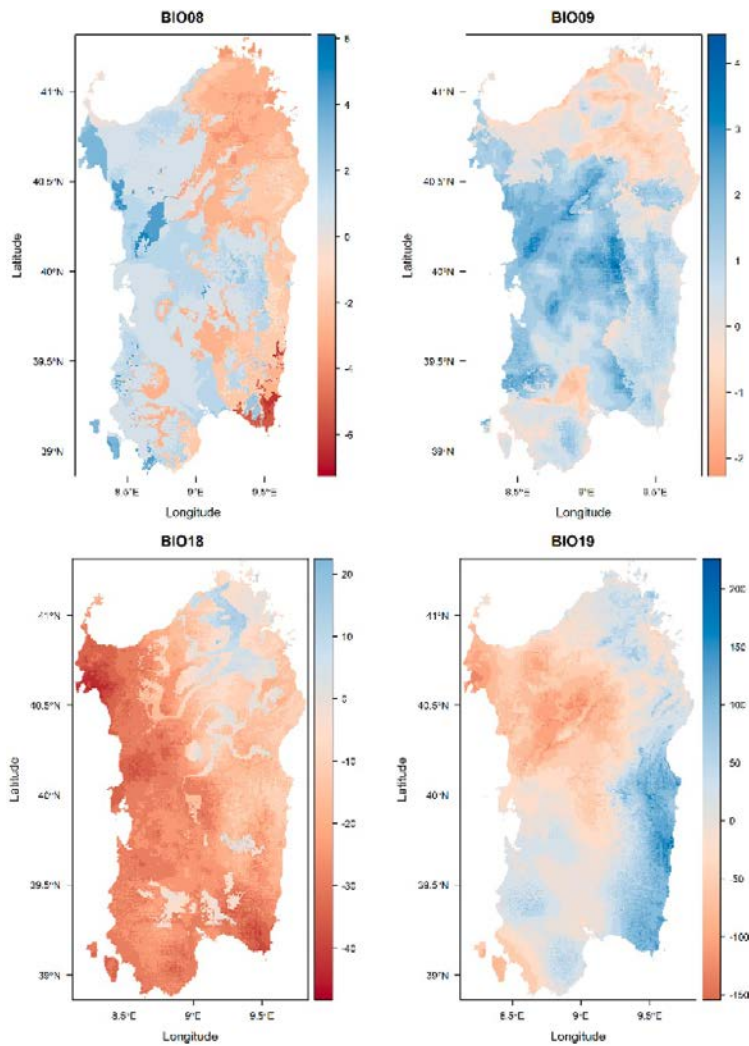 BIO08
BIO09
41°N
40.5°N
40°N
39.5°N
39°N
Latitude
8.5°E
9°E
9.5°E
Longitude
6
4
2
0
-2
-4
-6
41°N
40.5°N
40°N
39.5°N
39°N
Latitude
8.5°E
9°E
9.5°E
Longitude
4
3
2
1
0
-1
-2
BIO18
BIO19
41°N
40.5°N
40°N
39.5°N
39°N
Latitude
8.5°E
9°E
9.5°E
Longitude
20
10
0
-10
-20
-30
-40
41°N
40.5°N
40°N
39.5°N
39°N
Latitude
8.5°E
9°E
9.5°E
Longitude
200
150
100
50
0
-50
-100
-150